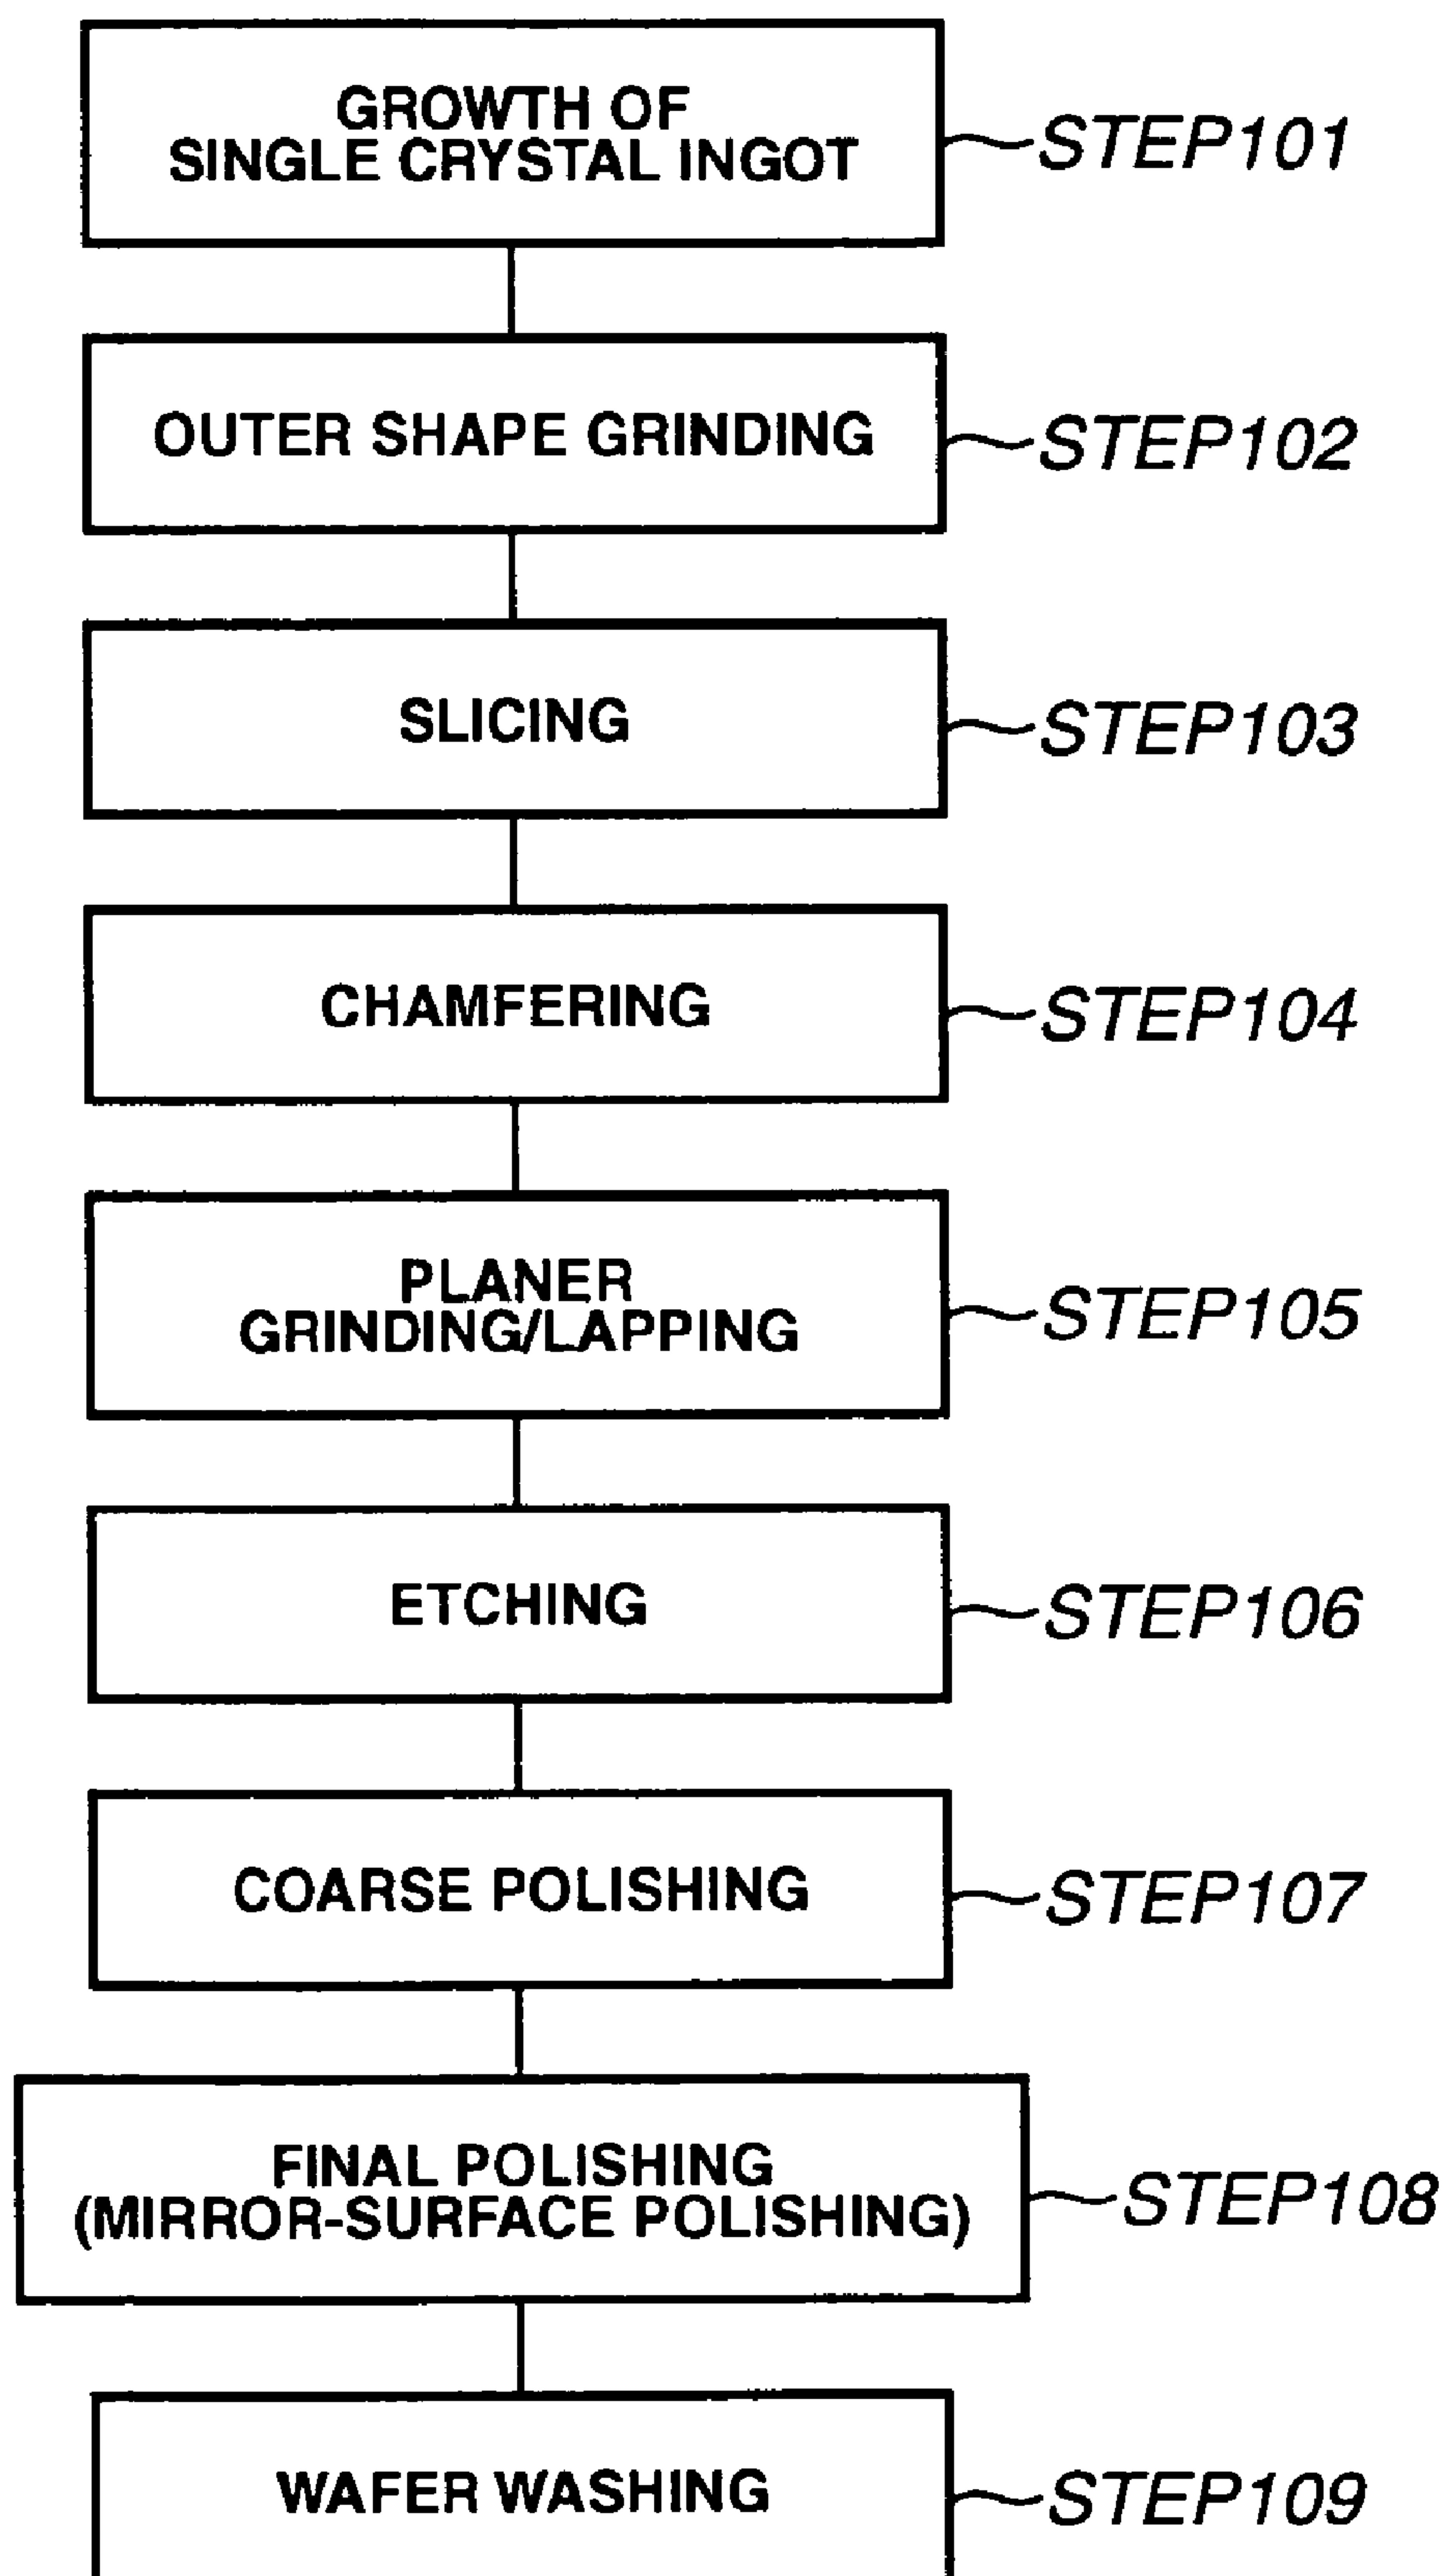 GROWTH OF
SINGLE CRYSTAL INGOT
STEP101
OUTER SHAPE GRINDING
STEP102
SLICING
STEP103
CHAMFERING
STEP104
PLANER
GRINDING/LAPPING
STEP105
ETCHING
STEP106
COARSE POLISHING
STEP107
FINAL POLISHING
(MIRROR-SURFACE POLISHING)
STEP108
WAFER WASHING
STEP109